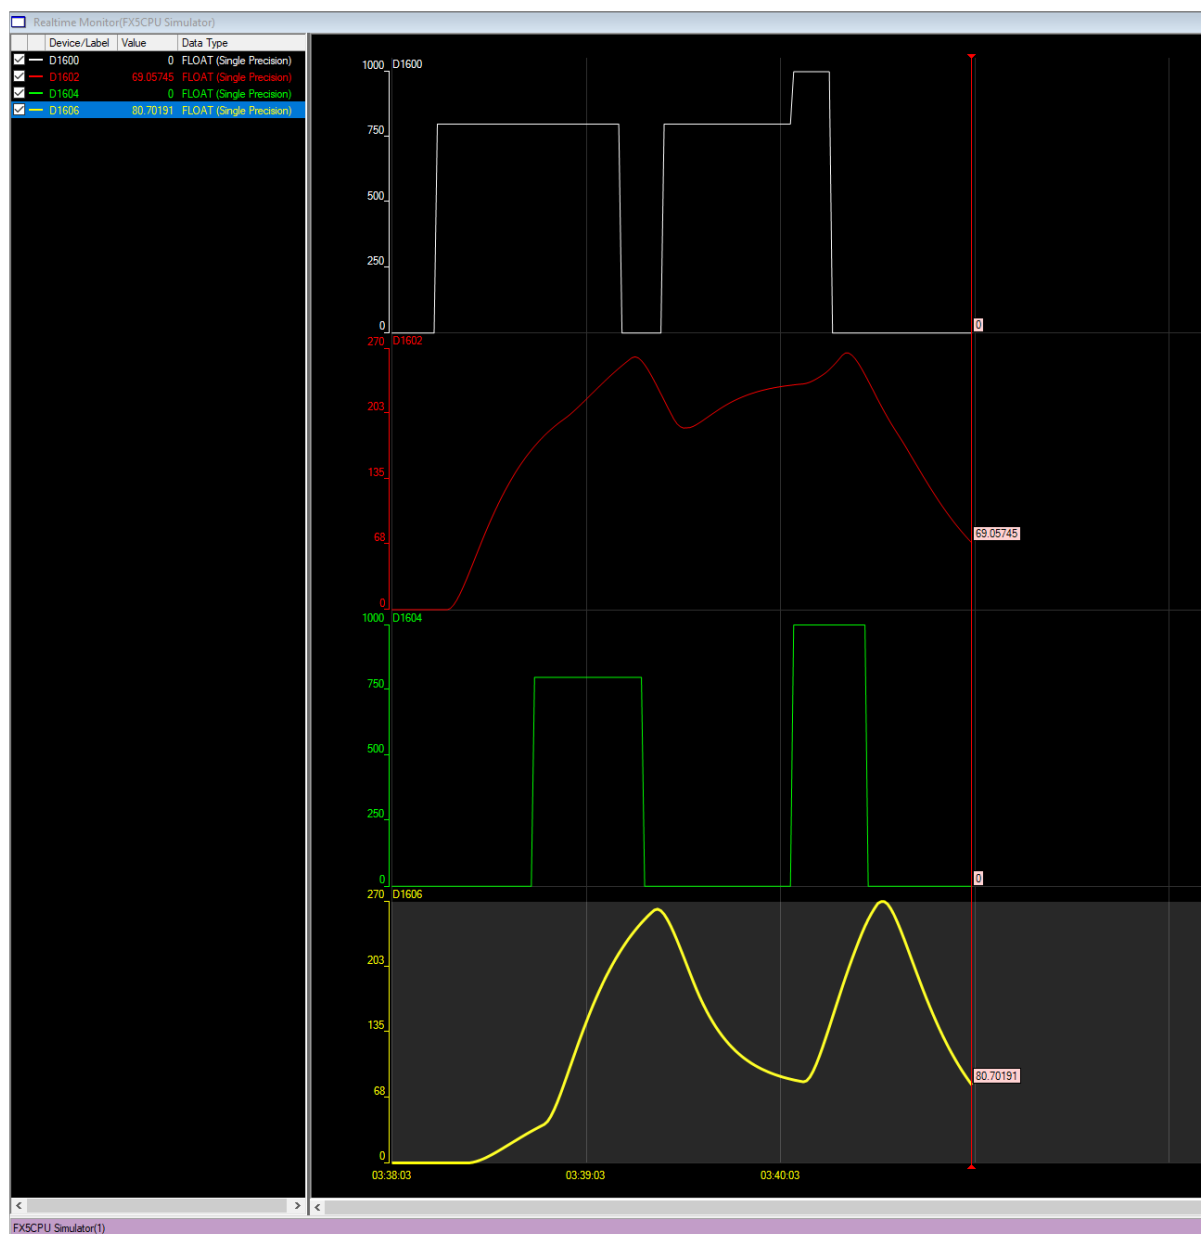 Realtime Monitor(FX5CPU Simulator)
Device/Label Value Data Type
D1600 0 FLOAT (Single Precision)
D1602 69.05745 FLOAT (Single Precision)
D1604 0 FLOAT (Single Precision)
D1606 80.70191 FLOAT (Single Precision)
1000 D1600
750
500
250
0
0
270 D1602
203
135
68
69.05745
0
1000 D1604
750
500
250
0
0
270 D1606
203
135
68
80.70191
0
03:38:03 03:39:03 03:40:03
FX5CPU Simulator(1)